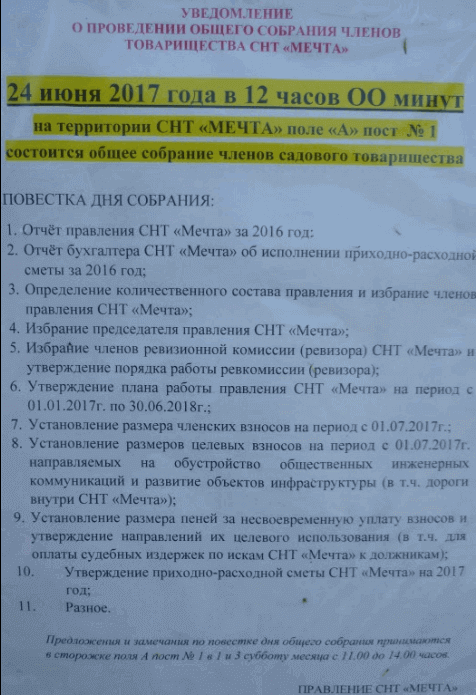 УВЕДОМЛЕНИЕ
О ПРОВЕДЕНИИ ОБЩЕГО СОБРАНИЯ ЧЛЕНОВ
ТОВАРИЩЕСТВА СНТ «МЕЧТА»
24 июня 2017 года в 12 часов ОО минут
на территории СНТ «МЕЧТА» поле «А» пост № 1
состоится общее собрание членов садового товарищества
ПОВЕСТКА ДНЯ СОБРАНИЯ:
1. Отчёт правления СНТ «Мечта» за 2016 год:
2. Отчёт бухгалтера СНТ «Мечта» об исполнении приходно-расходной
сметы за 2016 год;
3. Определение количественного состава правления и избрание членов
правления СНТ «Мечта»;
4. Избрание председателя правления СНТ «Мечта»;
5. Избрание членов ревизионной комиссии (ревизора) СНТ «Мечта» и
утверждение порядка работы ревкомиссии (ревизора);
6. Утверждение плана работы правления СНТ «Мечта» на период с
01.01.2017г. по 30.06.2018г.;
7. Установление размера членских взносов на период с 01.07.2017г.;
8. Установление размеров целевых взносов на период с 01.07.2017г.
направляемых на обустройство общественных инженерных
коммуникаций и развитие объектов инфраструктуры (в т.ч. дороги
внутри СНТ «Мечта»);
9. Установление размера пеней за несвоевременную уплату взносов и
утверждение направлений их целевого использования (в т.ч. для
оплаты судебных издержек по искам СНТ «Мечта» к должникам);
10. Утверждение приходно-расходной сметы СНТ «Мечта» на 2017
год;
11. Разное.
Предложения и замечания по повестке дня общего собрания принимаются
в сторожке поля А пост № 1 в 1 и 3 субботу месяца с 11.00 до 14.00 часов.
ПРАВЛЕНИЕ СНТ «МЕЧТА»